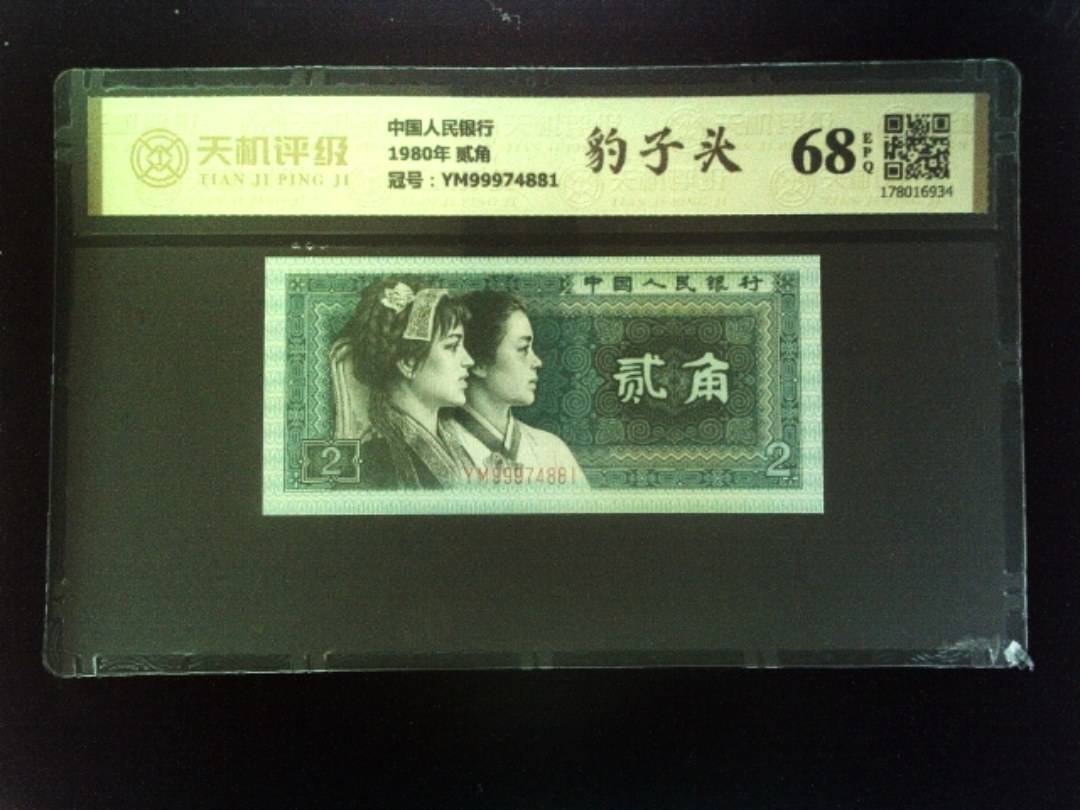 天机评级
TIAN JI PING JI
中国人民银行
1980年 贰角
冠号：YM99974881
豹子头
68
EPQ
178016934
中国人民银行
贰角
2
2
YM99974881